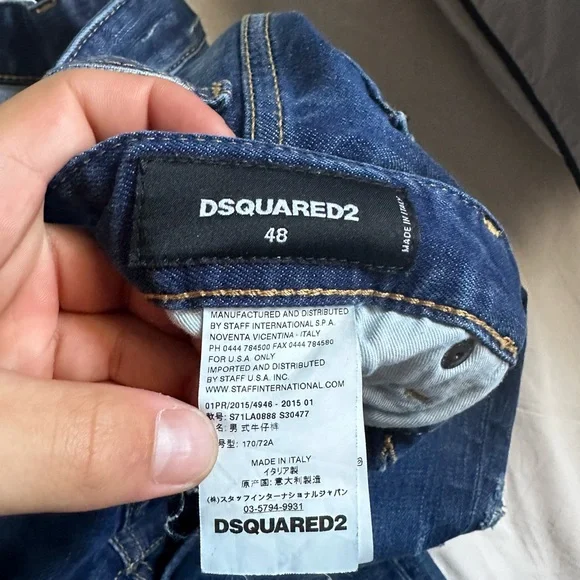 DSQUARED2
48
MADE IN ITALY
MANUFACTURED AND DISTRIBUTED
BY STAFF INTERNATIONAL S.P.A.
NOVENTA VICENTINA - ITALY
PH 0444 784500 FAX 0444 784580
FOR U.S.A. ONLY
IMPORTED AND DISTRIBUTED
BY STAFF U.S.A. INC.
WWW.STAFFINTERNATIONAL.COM
01PR/2015/4946 - 2015 01
款号: S71LA0888 S30477
名: 男式牛仔裤
号型: 170/72A
MADE IN ITALY
イタリア製
原产国: 意大利製造
(株)スタッフインターナショナルジャパン
03-5794-9931
DSQUARED2